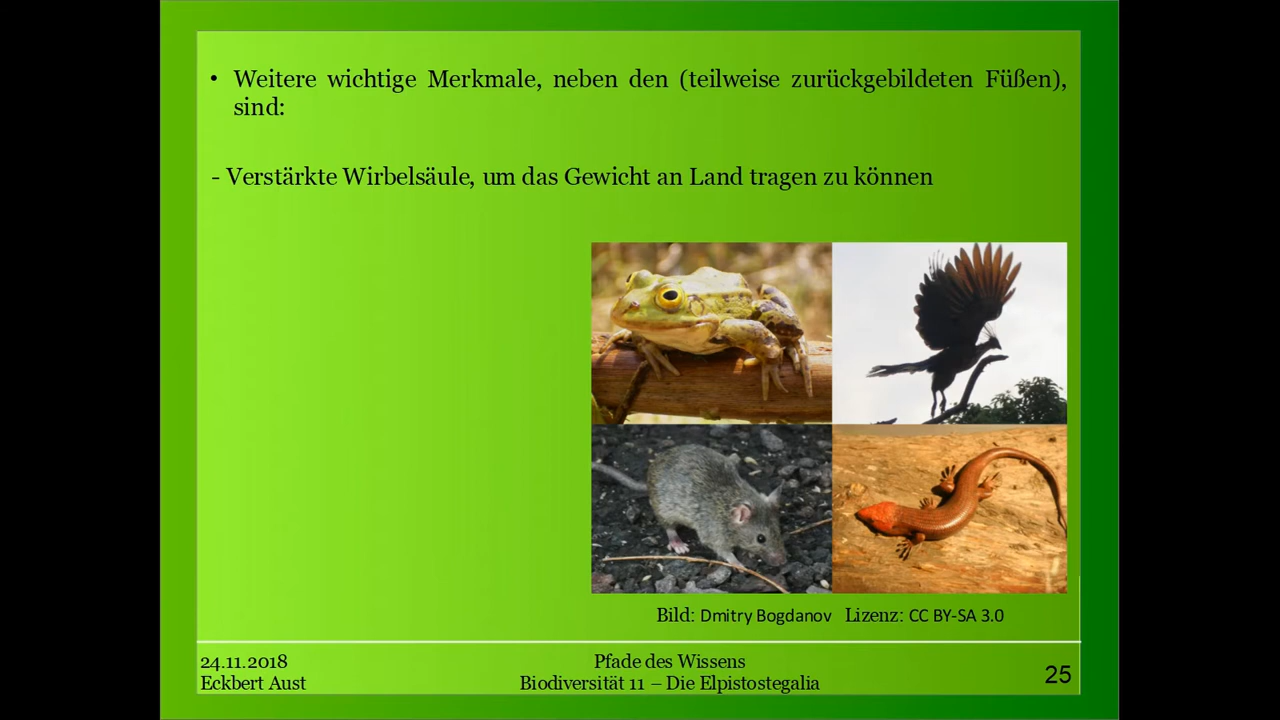 • Weitere wichtige Merkmale, neben den (teilweise zurückgebildeten Füßen),
sind:
- Verstärkte Wirbelsäule, um das Gewicht an Land tragen zu können
Bild: Dmitry Bogdanov Lizenz: CC BY-SA 3.0
24.11.2018
Eckbert Aust
Pfade des Wissens
Biodiversität 11 – Die Elpistostegalia
25